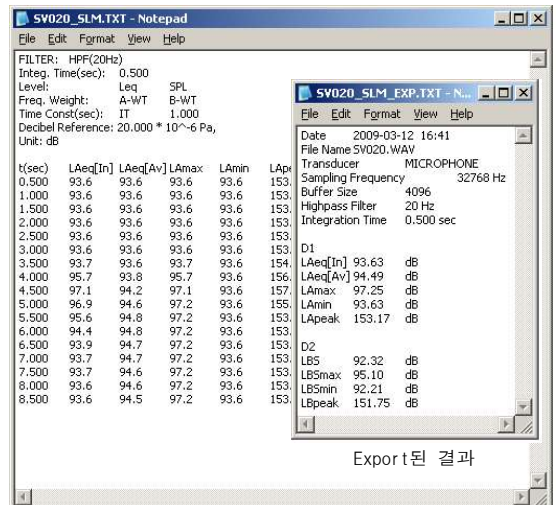 SV020_SLM.TXT - Notepad
File Edit Format View Help
FILTER: HPF(20Hz)
Integ. Time(sec): 0.500
Level: Leq SPL
Freq. Weight: A-WT B-WT
Time Const(sec): IT 1.000
Decibel Reference: 20.000 * 10^-6 Pa,
Unit: dB
t(sec) LAeq[In] LAeq[Av] LAmax LAmin
0.500 93.6 93.6 93.6 93.6 153.
1.000 93.6 93.6 93.6 93.6 153.
1.500 93.6 93.6 93.6 93.6 153.
2.000 93.6 93.6 93.6 93.6 153.
2.500 93.6 93.6 93.6 93.6 153.
3.000 93.6 93.6 93.6 93.6 153.
3.500 93.7 93.6 93.7 93.6 154.
4.000 95.7 93.8 95.7 93.6 156.
4.500 97.1 94.2 97.1 93.6 157.
5.000 96.9 94.6 97.2 93.6 155.
5.500 95.6 94.8 97.2 93.6 153.
6.000 94.4 94.8 97.2 93.6 153.
6.500 93.9 94.7 97.2 93.6 153.
7.000 93.7 94.7 97.2 93.6 153.
7.500 93.7 94.6 97.2 93.6 153.
8.000 93.6 94.6 97.2 93.6 153.
8.500 93.6 94.5 97.2 93.6 153.
SV020_SLM_EXP.TXT - N...
File Edit Format View Help
Date 2009-03-12 16:41
File Name SV020.WAV
Transducer MICROPHONE
Sampling Frequency 32768 Hz
Buffer Size 4096
Highpass Filter 20 Hz
Integration Time 0.500 sec
D1
LAeq[In] 93.63 dB
LAeq[Av] 94.49 dB
LAmax 97.25 dB
LAmin 93.63 dB
LApeak 153.17 dB
D2
LBS 92.32 dB
LBSmax 95.10 dB
LBSmin 92.21 dB
LBpeak 151.75 dB
Export된 결과